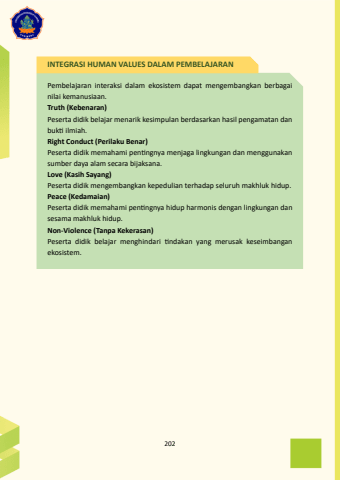 INTEGRASI HUMAN VALUES DALAM PEMBELAJARAN
Pembelajaran interaksi dalam ekosistem dapat mengembangkan berbagai
nilai kemanusiaan.
Truth (Kebenaran)
Peserta didik belajar menarik kesimpulan berdasarkan hasil pengamatan dan
bukti ilmiah.
Right Conduct (Perilaku Benar)
Peserta didik memahami pentingnya menjaga lingkungan dan menggunakan
sumber daya alam secara bijaksana.
Love (Kasih Sayang)
Peserta didik mengembangkan kepedulian terhadap seluruh makhluk hidup.
Peace (Kedamaian)
Peserta didik memahami pentingnya hidup harmonis dengan lingkungan dan
sesama makhluk hidup.
Non-Violence (Tanpa Kekerasan)
Peserta didik belajar menghindari tindakan yang merusak keseimbangan
ekosistem.
202